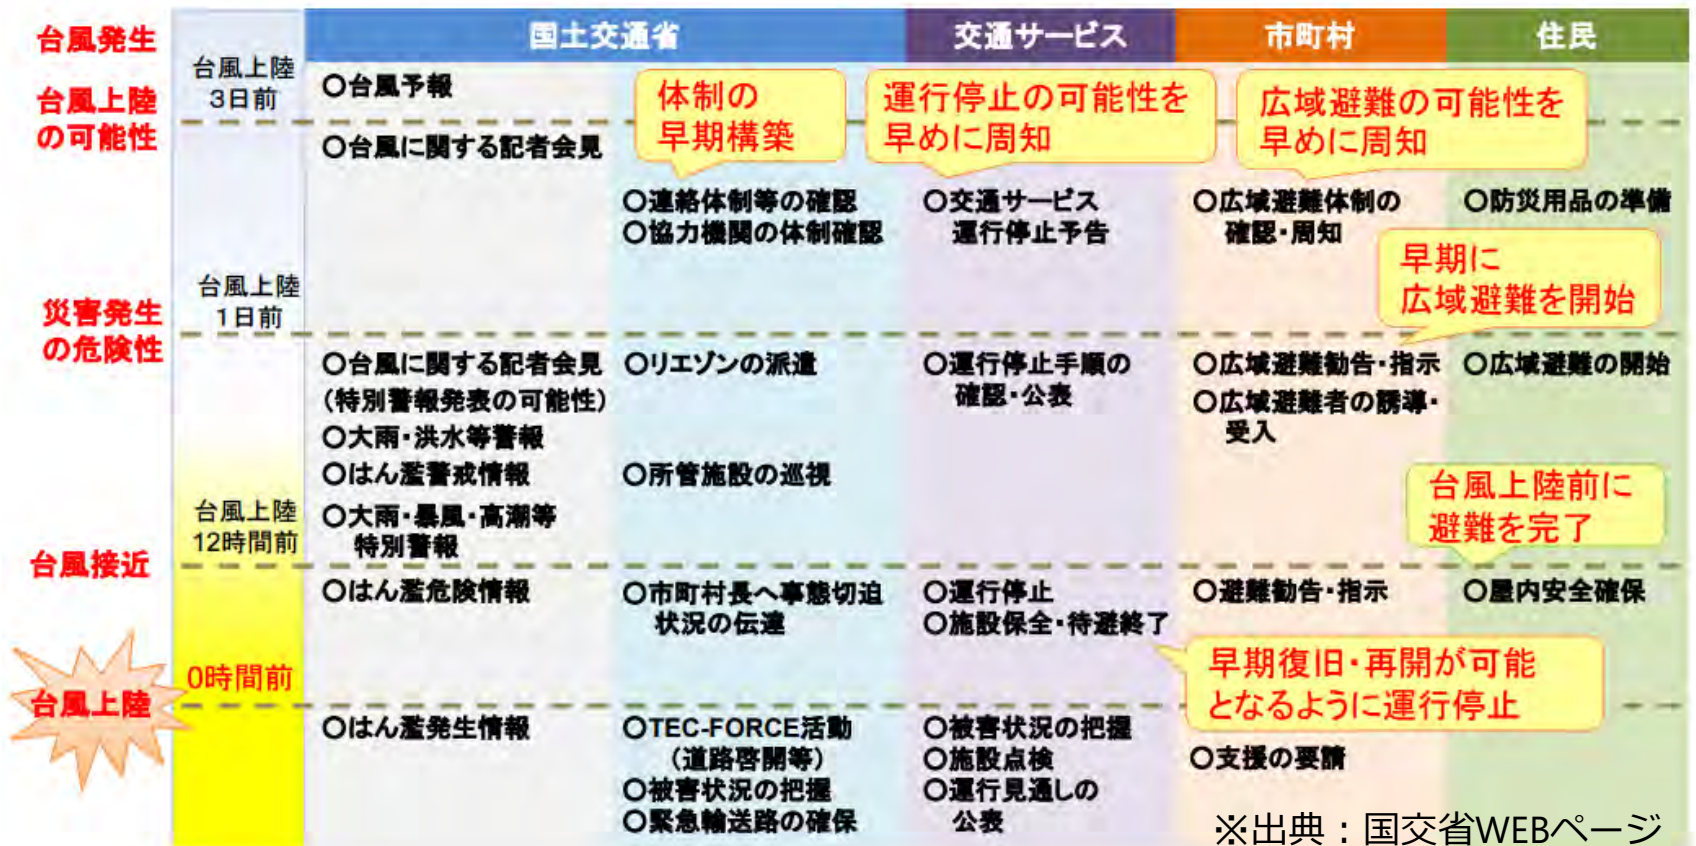 台風発生
国土交通省
交通サービス
市町村
住民
台風上陸
3日前
台風上陸
の可能性
○台風予報
体制の
早期構築
運行停止の可能性を
早めに周知
広域避難の可能性を
早めに周知
○台風に関する記者会見
○連絡体制等の確認
○協力機関の体制確認
○交通サービス
運行停止予告
○広域避難体制の
確認・周知
○防災用品の準備
早期に
広域避難を開始
台風上陸
1日前
災害発生
の危険性
○台風に関する記者会見
(特別警報発表の可能性)
○大雨・洪水等警報
○はん濫警戒情報
○大雨・暴風・高潮等
特別警報
○リエゾンの派遣
○所管施設の巡視
○運行停止手順の
確認・公表
○広域避難勧告・指示
○広域避難者の誘導・
受入
○広域避難の開始
台風上陸前に
避難を完了
台風上陸
12時間前
台風接近
○はん濫危険情報
○市町村長へ事態切迫
状況の伝達
○運行停止
○施設保全・待避終了
○避難勧告・指示
○屋内安全確保
早期復旧・再開が可能
となるように運行停止
0時間前
台風上陸
○はん濫発生情報
○TEC-FORCE活動
(道路啓開等)
○被害状況の把握
○緊急輸送路の確保
○被害状況の把握
○施設点検
○運行見通しの
公表
○支援の要請
※出典：国交省WEBページ